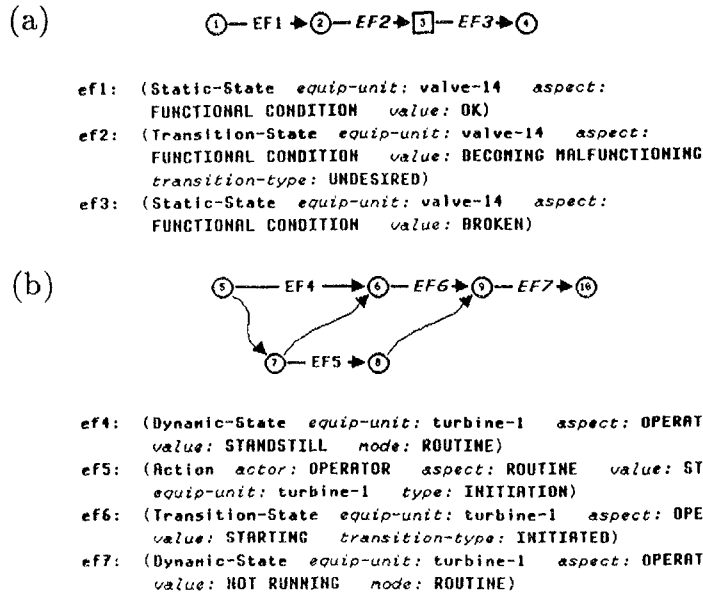 (a)
1 EF1 2 EF2 3 EF3 4
ef1: (Static-State equip-unit: valve-14 aspect:
FUNCTIONAL CONDITION value: OK)
ef2: (Transition-State equip-unit: valve-14 aspect:
FUNCTIONAL CONDITION value: BECOMING MALFUNCTIONING
transition-type: UNDESIRED)
ef3: (Static-State equip-unit: valve-14 aspect:
FUNCTIONAL CONDITION value: BROKEN)
(b)
5 EF4 6 EF6 9 EF7 10
7 EF5 8
ef4: (Dynamic-State equip-unit: turbine-1 aspect: OPERAT
value: STANDSTILL mode: ROUTINE)
ef5: (Action actor: OPERATOR aspect: ROUTINE value: ST
equip-unit: turbine-1 type: INITIATION)
ef6: (Transition-State equip-unit: turbine-1 aspect: OPE
value: STARTING transition-type: INITIATED)
ef7: (Dynamic-State equip-unit: turbine-1 aspect: OPERAT
value: NOT RUNNING mode: ROUTINE)